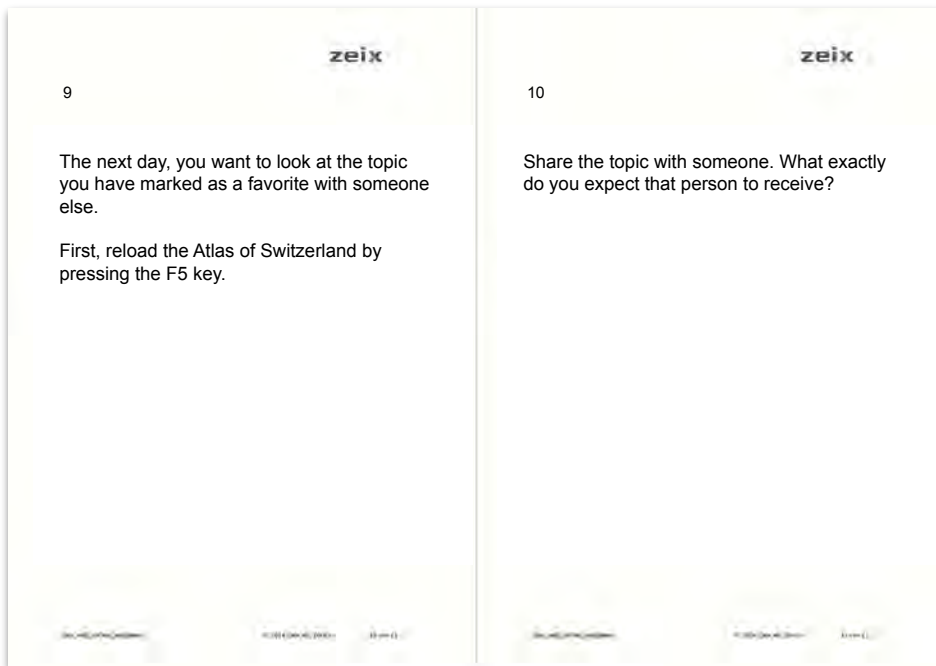 zeix
9
The next day, you want to look at the topic
you have marked as a favorite with someone
else.
First, reload the Atlas of Switzerland by
pressing the F5 key.
zeix
10
Share the topic with someone. What exactly
do you expect that person to receive?